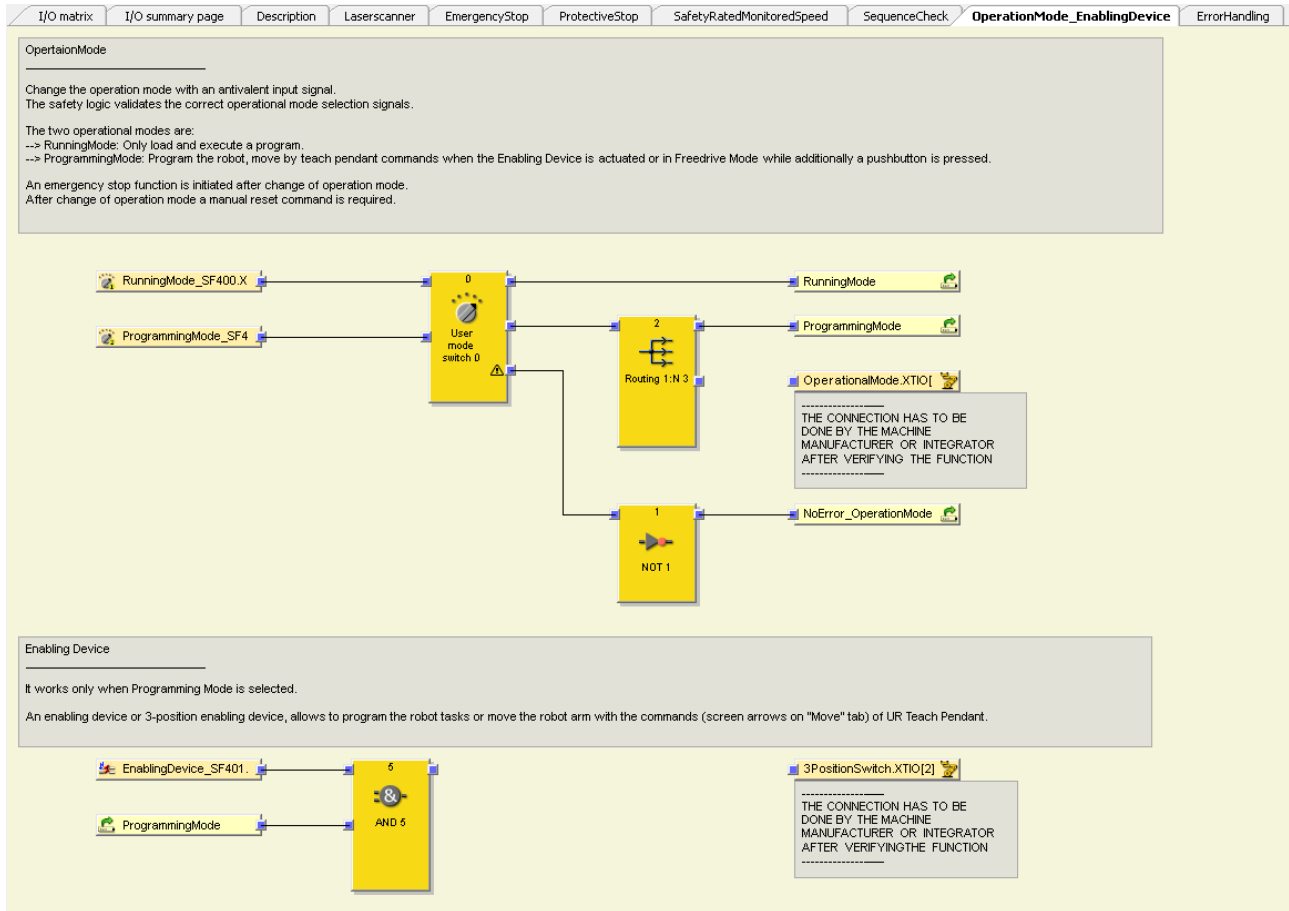 I/O matrix
I/O summary page
Description
Laserscanner
EmergencyStop
ProtectiveStop
SafetyRatedMonitoredSpeed
SequenceCheck
OperationMode_EnablingDevice
ErrorHandling
OpertaionMode
Change the operation mode with an antivalent input signal.
The safety logic validates the correct operational mode selection signals.
The two operational modes are:
--> RunningMode: Only load and execute a program.
--> ProgrammingMode: Program the robot, move by teach pendant commands when the Enabling Device is actuated or in Freedrive Mode while additionally a pushbutton is pressed.
An emergency stop function is initiated after change of operation mode.
After change of operation mode a manual reset command is required.
RunningMode_SF400.X
ProgrammingMode_SF4
0
User
mode
switch 0
2
Routing 1:N 3
RunningMode
ProgrammingMode
OperationalMode.XTIO[
-----------------------
THE CONNECTION HAS TO BE
DONE BY THE MACHINE
MANUFACTURER OR INTEGRATOR
AFTER VERIFYING THE FUNCTION
-----------------------
1
NOT 1
NoError_OperationMode
Enabling Device
It works only when Programming Mode is selected.
An enabling device or 3-position enabling device, allows to program the robot tasks or move the robot arm with the commands (screen arrows on "Move" tab) of UR Teach Pendant.
EnablingDevice_SF401.
ProgrammingMode
5
&
AND 5
3PositionSwitch.XTIO[2]
-----------------------
THE CONNECTION HAS TO BE
DONE BY THE MACHINE
MANUFACTURER OR INTEGRATOR
AFTER VERIFYINGTHE FUNCTION
-----------------------